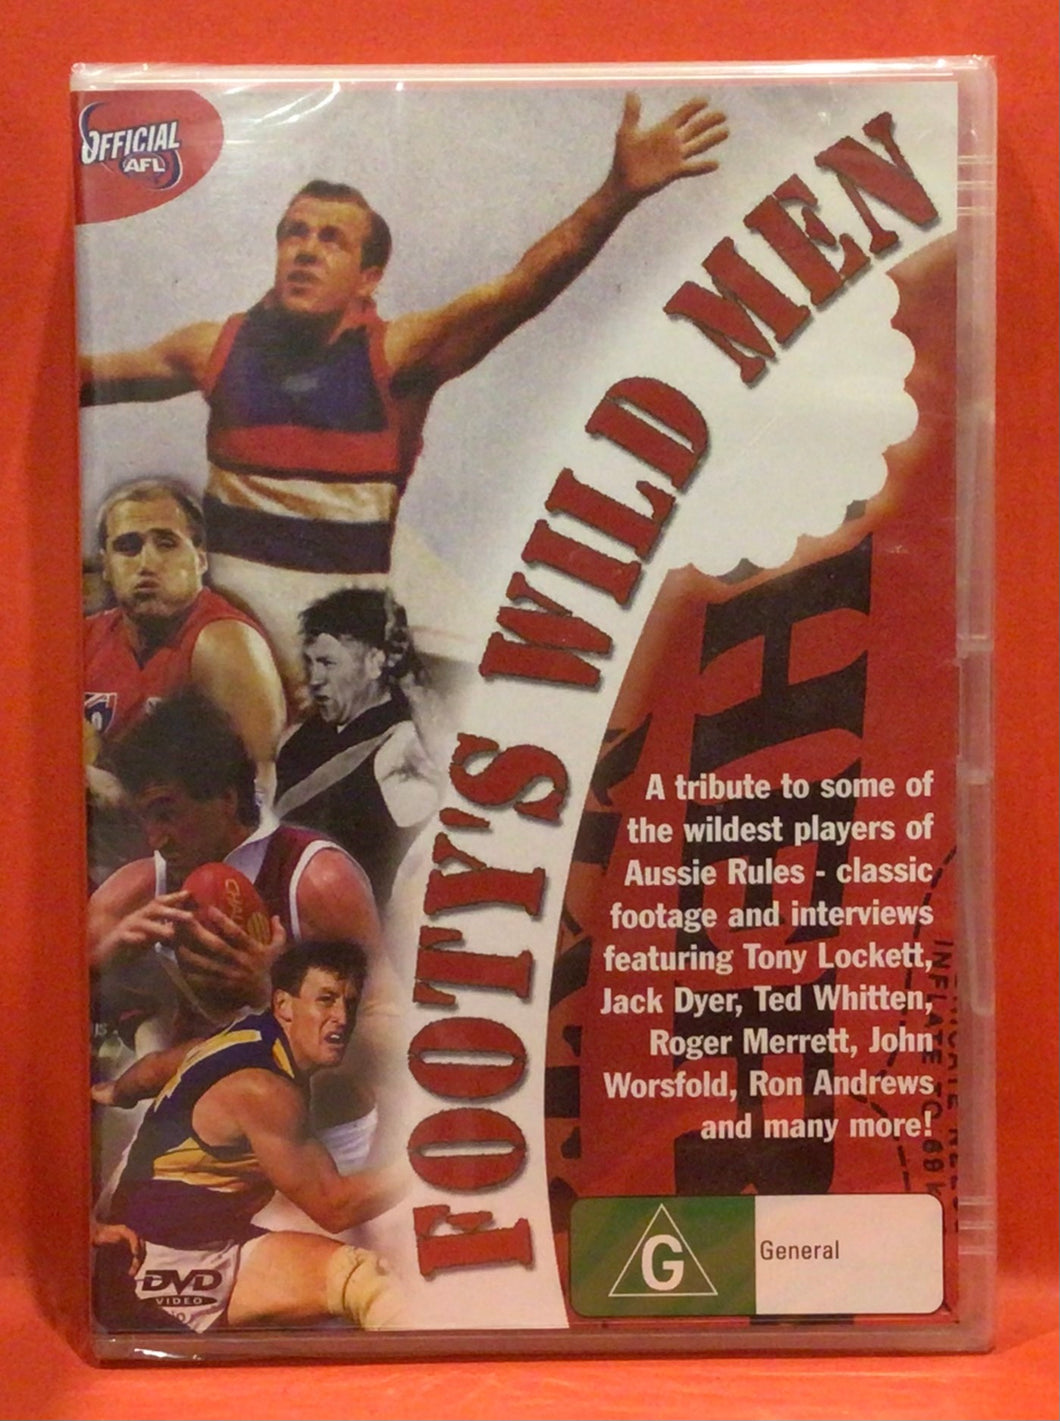 OFFICIAL
AFL
FOOTY'S WILD MEN
A tribute to some of
the wildest players of
Aussie Rules - classic
footage and interviews
featuring Tony Lockett,
Jack Dyer, Ted Whitten,
Roger Merrett, John
Worsfold, Ron Andrews
and many more!
INFLATE TO
G
General
DVD
VIDEO